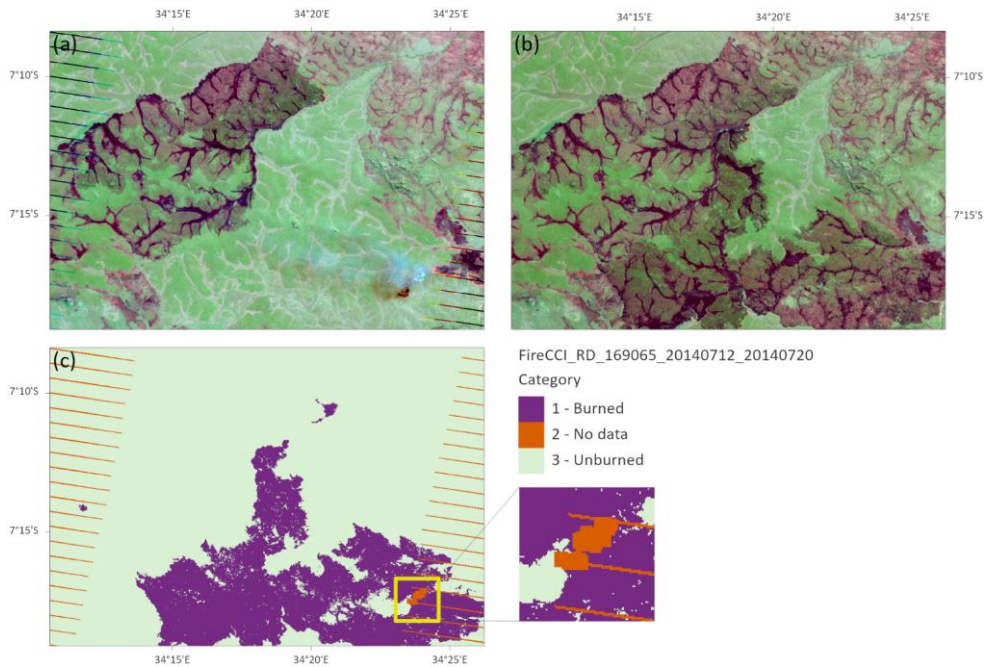 34°15'E 34°20'E 34°25'E 34°15'E 34°20'E 34°25'E
(a) (b)
7°10'S 7°10'S
7°15'S 7°15'S
(c)
FireCCI_RD_169065_20140712_20140720
Category
7°10'S
1 - Burned
2 - No data
3 - Unburned
7°15'S
34°15'E 34°20'E 34°25'E